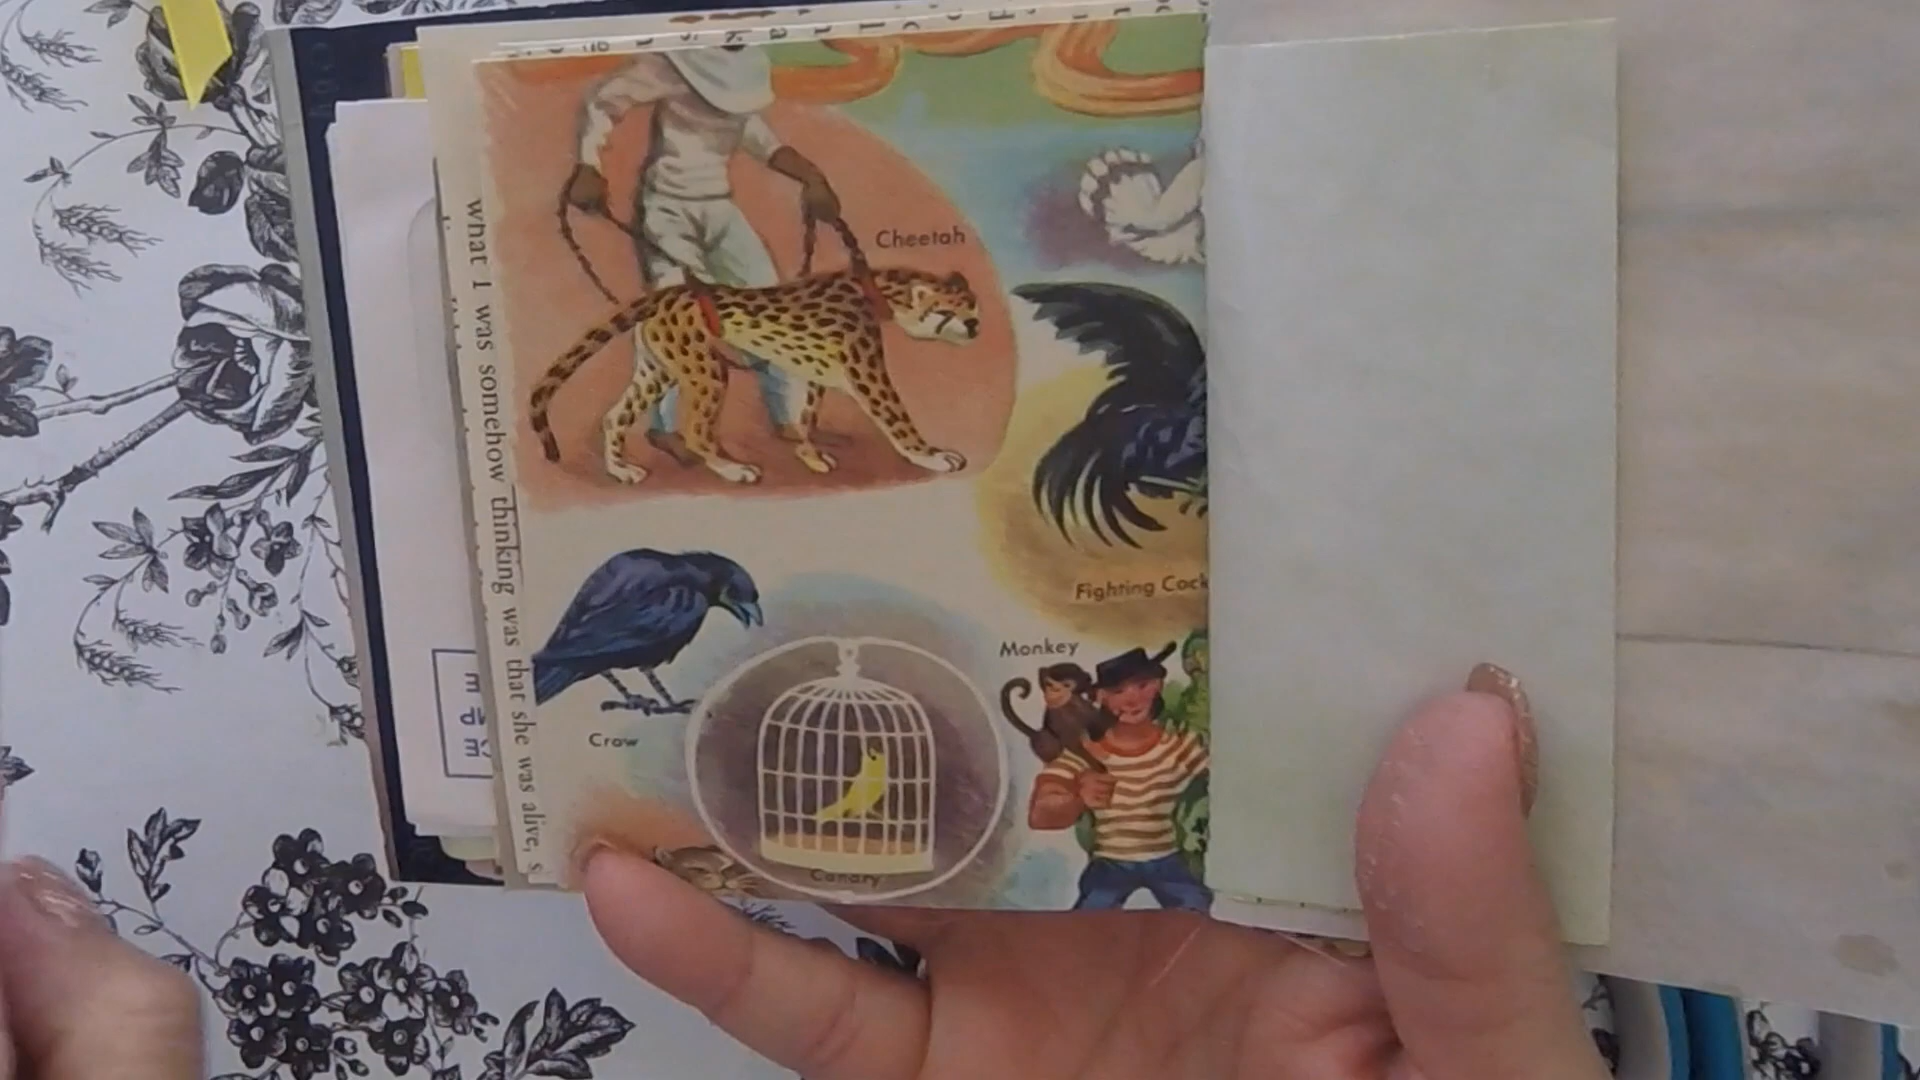 Cheetah
Fighting Cock
Monkey
Crow
Canary
what I was somehow thinking was that she was alive, s